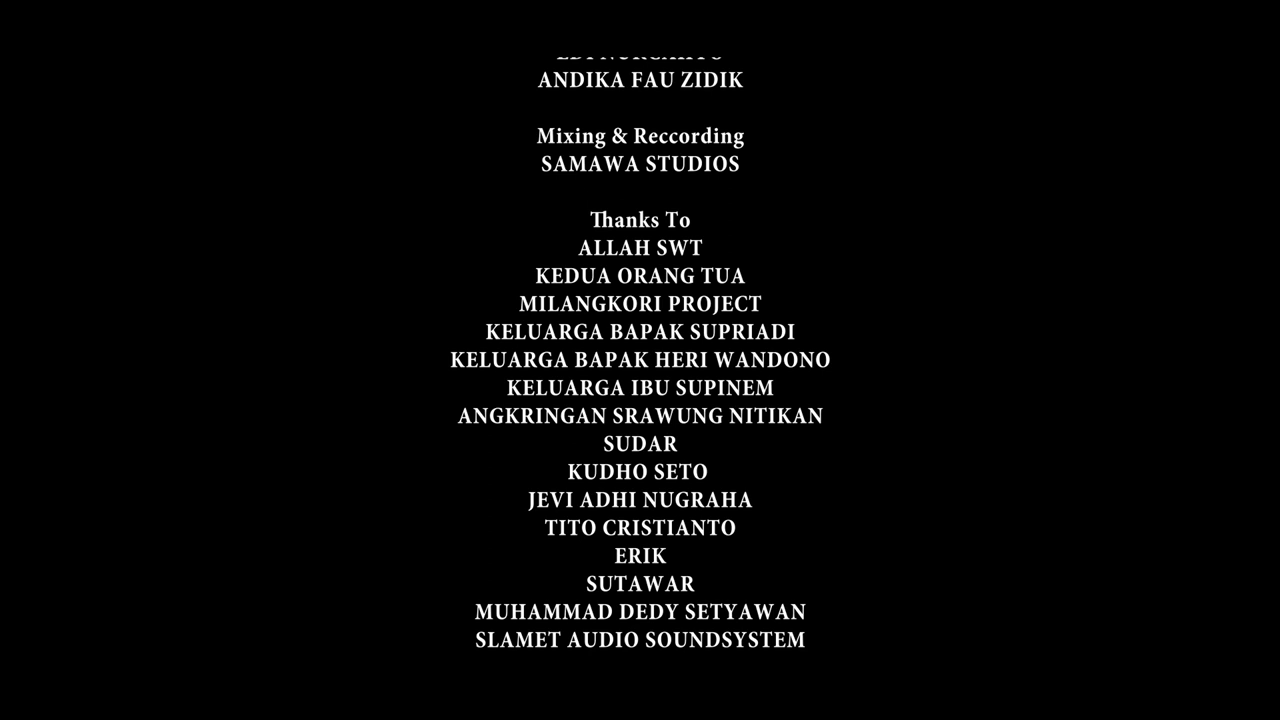 ANDIKA FAU ZIDIK
Mixing & Reccording
SAMAWA STUDIOS
Thanks To
ALLAH SWT
KEDUA ORANG TUA
MILANGKORI PROJECT
KELUARGA BAPAK SUPRIADI
KELUARGA BAPAK HERI WANDONO
KELUARGA IBU SUPINEM
ANGKRINGAN SRAWUNG NITIKAN
SUDAR
KUDHO SETO
JEVI ADHI NUGRAHA
TITO CRISTIANTO
ERIK
SUTAWAR
MUHAMMAD DEDY SETYAWAN
SLAMET AUDIO SOUNDSYSTEM